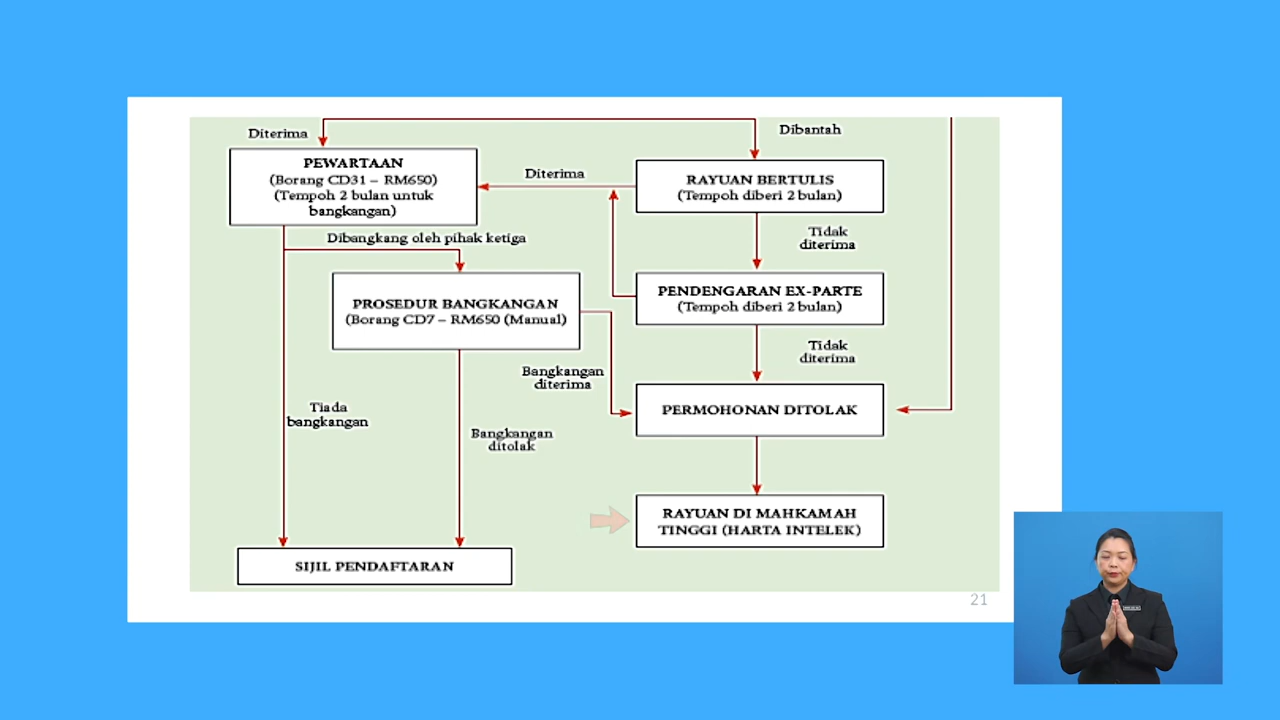 Diterima
Dibantah
PEWARTAAN
(Borang CD31 – RM650)
(Tempoh 2 bulan untuk
bangkangan)
Diterima
RAYUAN BERTULIS
(Tempoh diberi 2 bulan)
Dibangkang oleh pihak ketiga
Tidak
diterima
PROSEDUR BANGKANGAN
(Borang CD7 – RM650 (Manual)
PENDENGARAN EX-PARTE
(Tempoh diberi 2 bulan)
Tidak
diterima
Bangkangan
diterima
Tiada
bangkangan
PERMOHONAN DITOLAK
Bangkangan
ditolak
RAYUAN DI MAHKAMAH
TINGGI (HARTA INTELEK)
SIJIL PENDAFTARAN
21